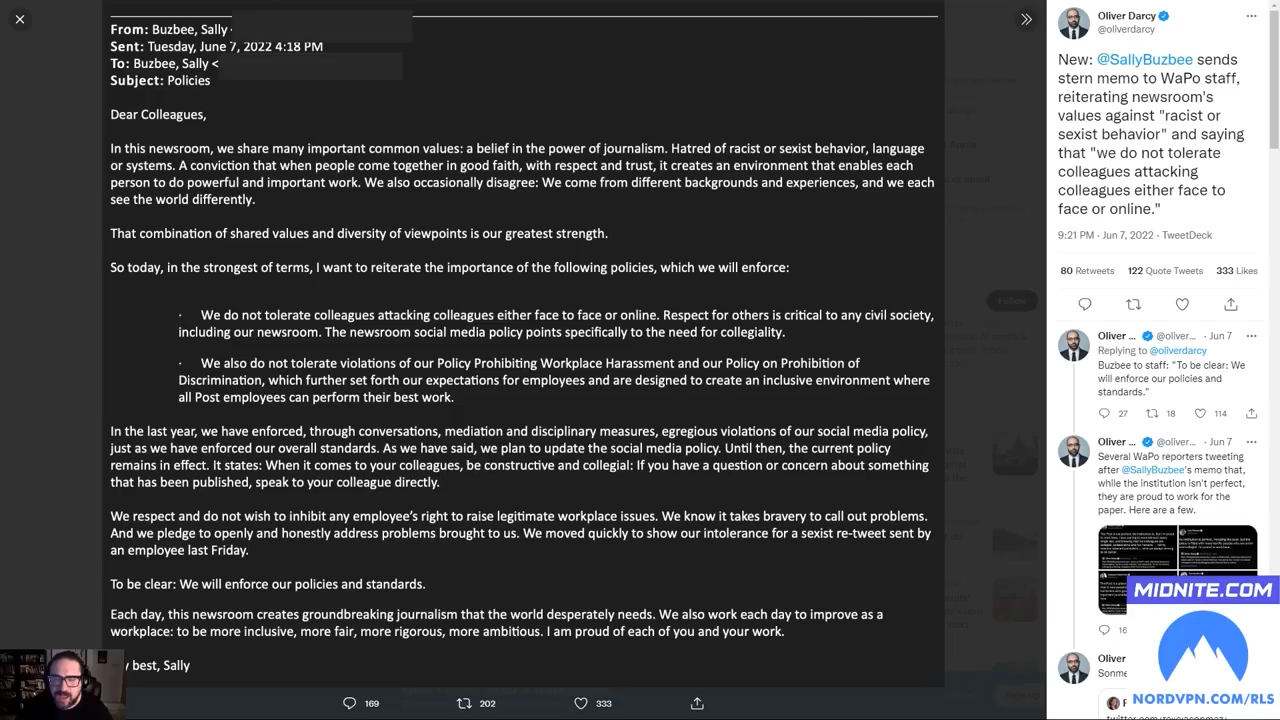 From: Buzbee, Sally
Sent: Tuesday, June 7, 2022 4:18 PM
To: Buzbee, Sally <
Subject: Policies
Dear Colleagues,
In this newsroom, we share many important common values: a belief in the power of journalism. Hatred of racist or sexist behavior, language
or systems. A conviction that when people come together in good faith, with respect and trust, it creates an environment that enables each
person to do powerful and important work. We also occasionally disagree: We come from different backgrounds and experiences, and we each
see the world differently.
That combination of shared values and diversity of viewpoints is our greatest strength.
So today, in the strongest of terms, I want to reiterate the importance of the following policies, which we will enforce:
· We do not tolerate colleagues attacking colleagues either face to face or online. Respect for others is critical to any civil society,
including our newsroom. The newsroom social media policy points specifically to the need for collegiality.
· We also do not tolerate violations of our Policy Prohibiting Workplace Harassment and our Policy on Prohibition of
Discrimination, which further set forth our expectations for employees and are designed to create an inclusive environment where
all Post employees can perform their best work.
In the last year, we have enforced, through conversations, mediation and disciplinary measures, egregious violations of our social media policy,
just as we have enforced our overall standards. As we have said, we plan to update the social media policy. Until then, the current policy
remains in effect. It states: When it comes to your colleagues, be constructive and collegial: If you have a question or concern about something
that has been published, speak to your colleague directly.
We respect and do not wish to inhibit any employee's right to raise legitimate workplace issues. We know it takes bravery to call out problems.
And we pledge to openly and honestly address problems brought to us. We moved quickly to show our intolerance for a sexist re-tweet sent by
an employee last Friday.
To be clear: We will enforce our policies and standards.
Each day, this newsroom produces groundbreaking journalism that the world desperately needs. We also work each day to improve as a
workplace: to be more inclusive, more fair, more rigorous, more ambitious. I am proud of each of you and your work.
best, Sally
169 202 333
Oliver Darcy
@oliverdarcy
New: @SallyBuzbee sends
stern memo to WaPo staff,
reiterating newsroom's
values against "racist or
sexist behavior" and saying
that "we do not tolerate
colleagues attacking
colleagues either face to
face or online."
9:21 PM · Jun 7, 2022 · TweetDeck
80 Retweets 122 Quote Tweets 333 Likes
Follow
Oliver ... @oliver... · Jun 7
Replying to @oliverdarcy
Buzbee to staff: "To be clear: We
will enforce our policies and
standards."
27 18 114
Oliver ... @oliver... · Jun 7
Several WaPo reporters tweeting
after @SallyBuzbee's memo that,
while the institution isn't perfect,
they are proud to work for the
paper. Here are a few.
MIDNITE.COM
16
Oliver
NORDVPN.COM/RLS